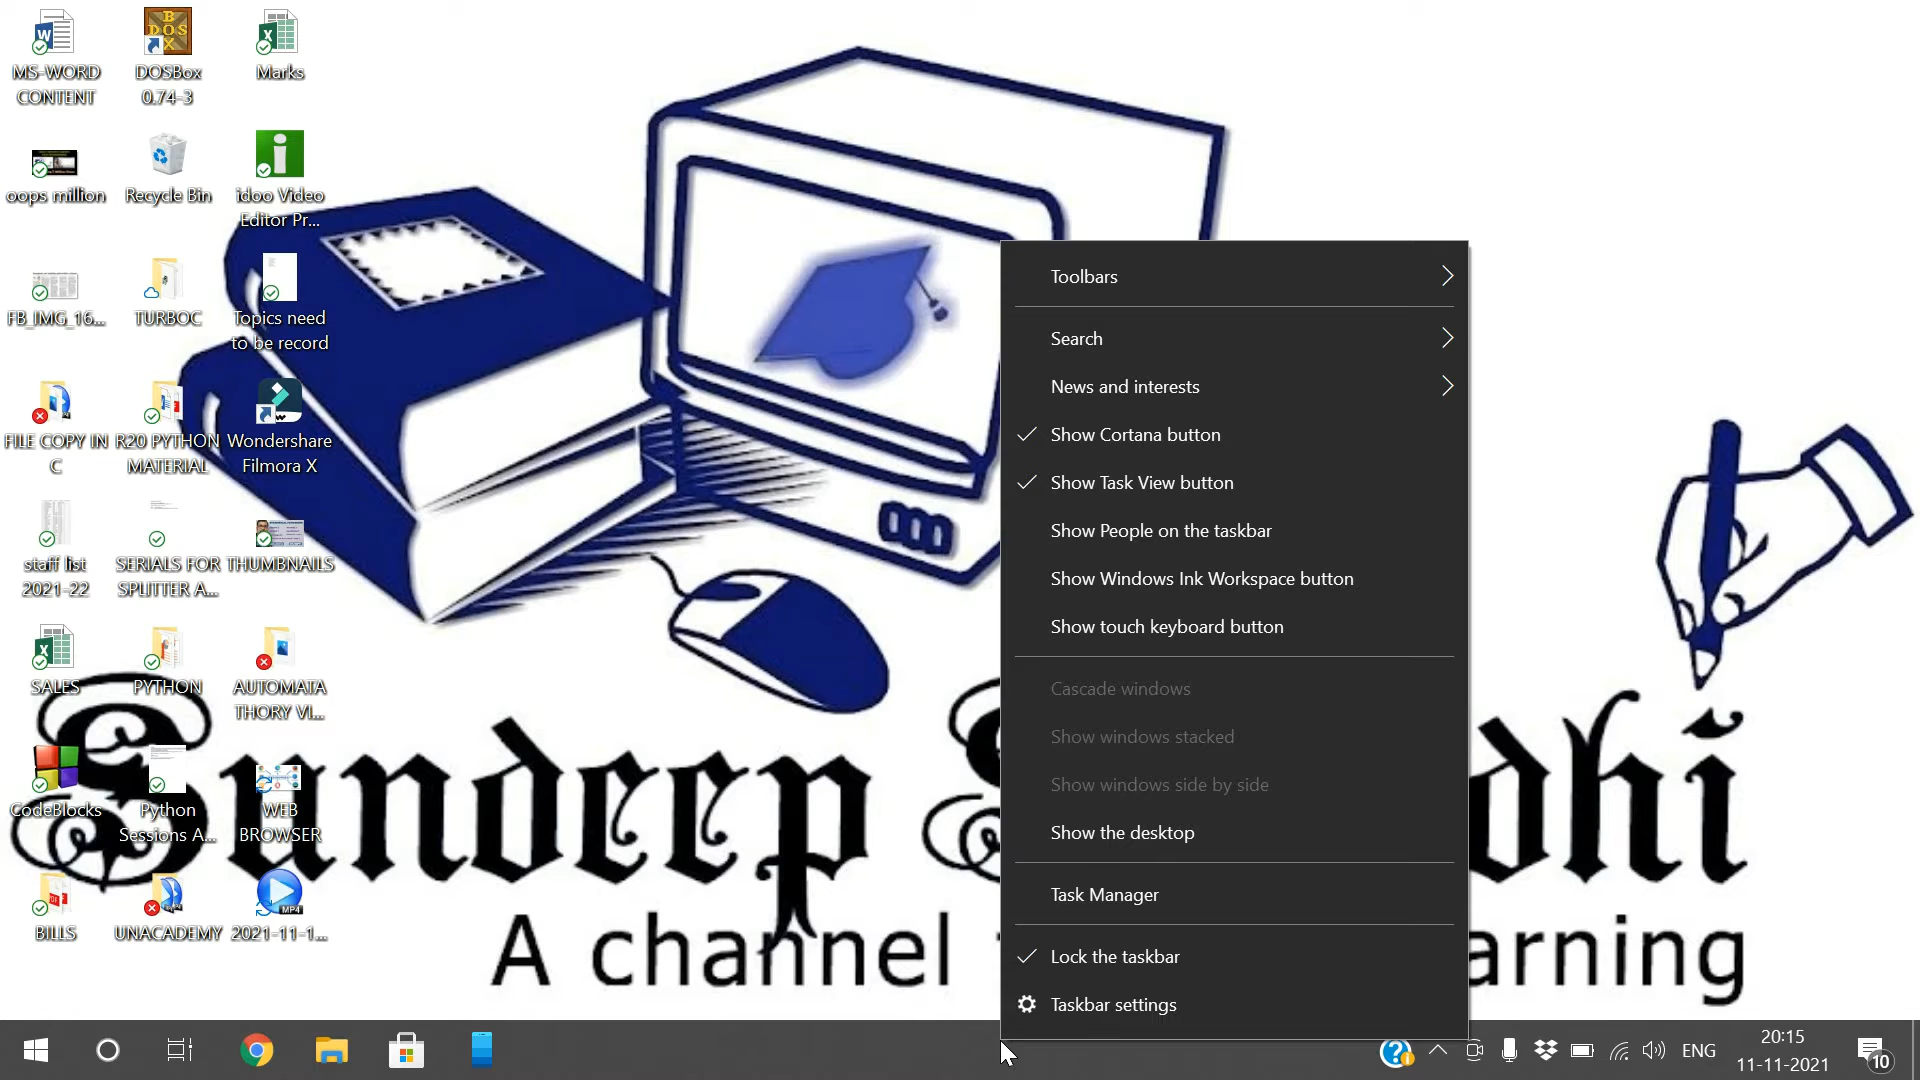 MS-WORD
CONTENT
DOSBox
0.74-3
Marks
oops million
Recycle Bin
idoo Video
Editor Pr...
FB_IMG_16...
TURBOC
Topics need
to be record
FILE COPY IN
C
R20 PYTHON
MATERIAL
Wondershare
Filmora X
staff list
2021-22
SERIALS FOR
SPLITTER A...
THUMBNAILS
SALES
PYTHON
AUTOMATA
THORY VI...
CodeBlocks
Python
Sessions A...
WEB
BROWSER
BILLS
UNACADEMY
2021-11-1...
Sundeep
dhi
A channel
arning
Toolbars
Search
News and interests
Show Cortana button
Show Task View button
Show People on the taskbar
Show Windows Ink Workspace button
Show touch keyboard button
Cascade windows
Show windows stacked
Show windows side by side
Show the desktop
Task Manager
Lock the taskbar
Taskbar settings
ENG
20:15
11-11-2021
10